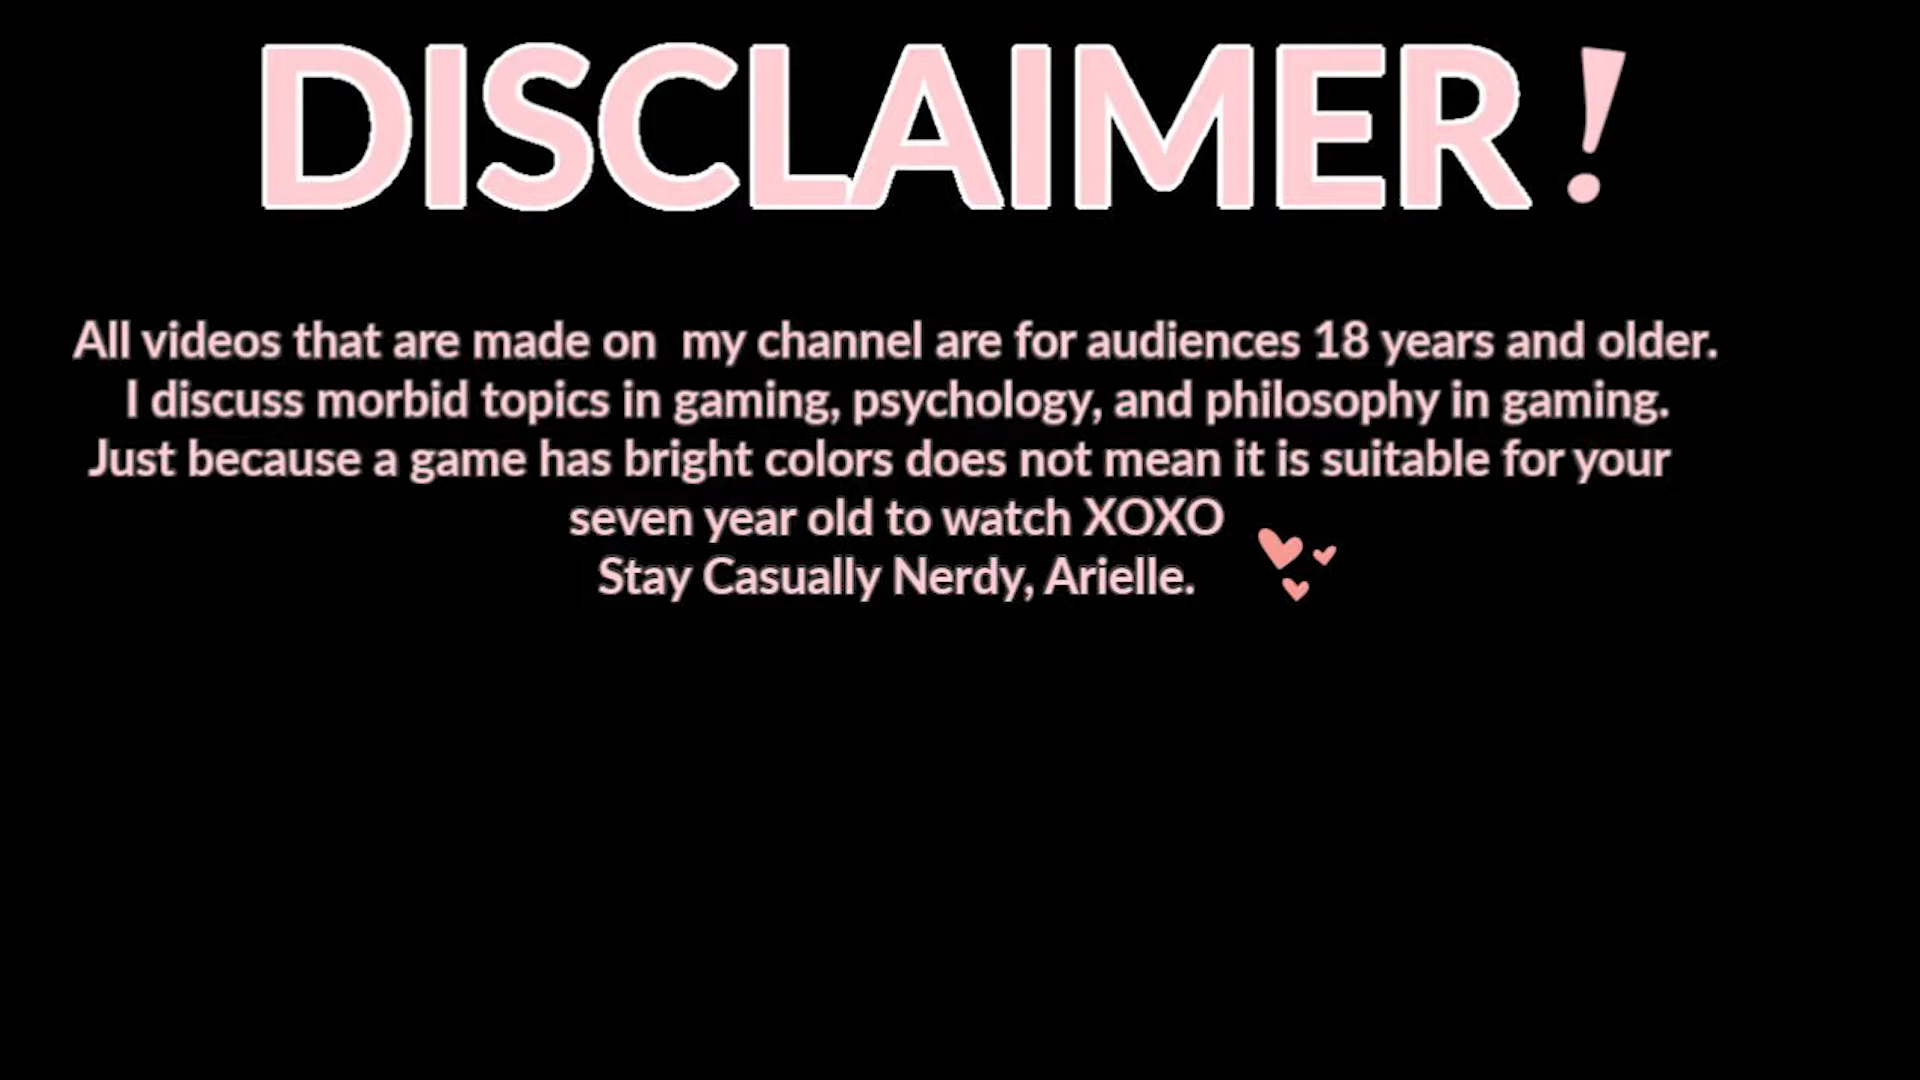 DISCLAIMER!
All videos that are made on  my channel are for audiences 18 years and older.
I discuss morbid topics in gaming, psychology, and philosophy in gaming.
Just because a game has bright colors does not mean it is suitable for your
seven year old to watch XOXO
Stay Casually Nerdy, Arielle.